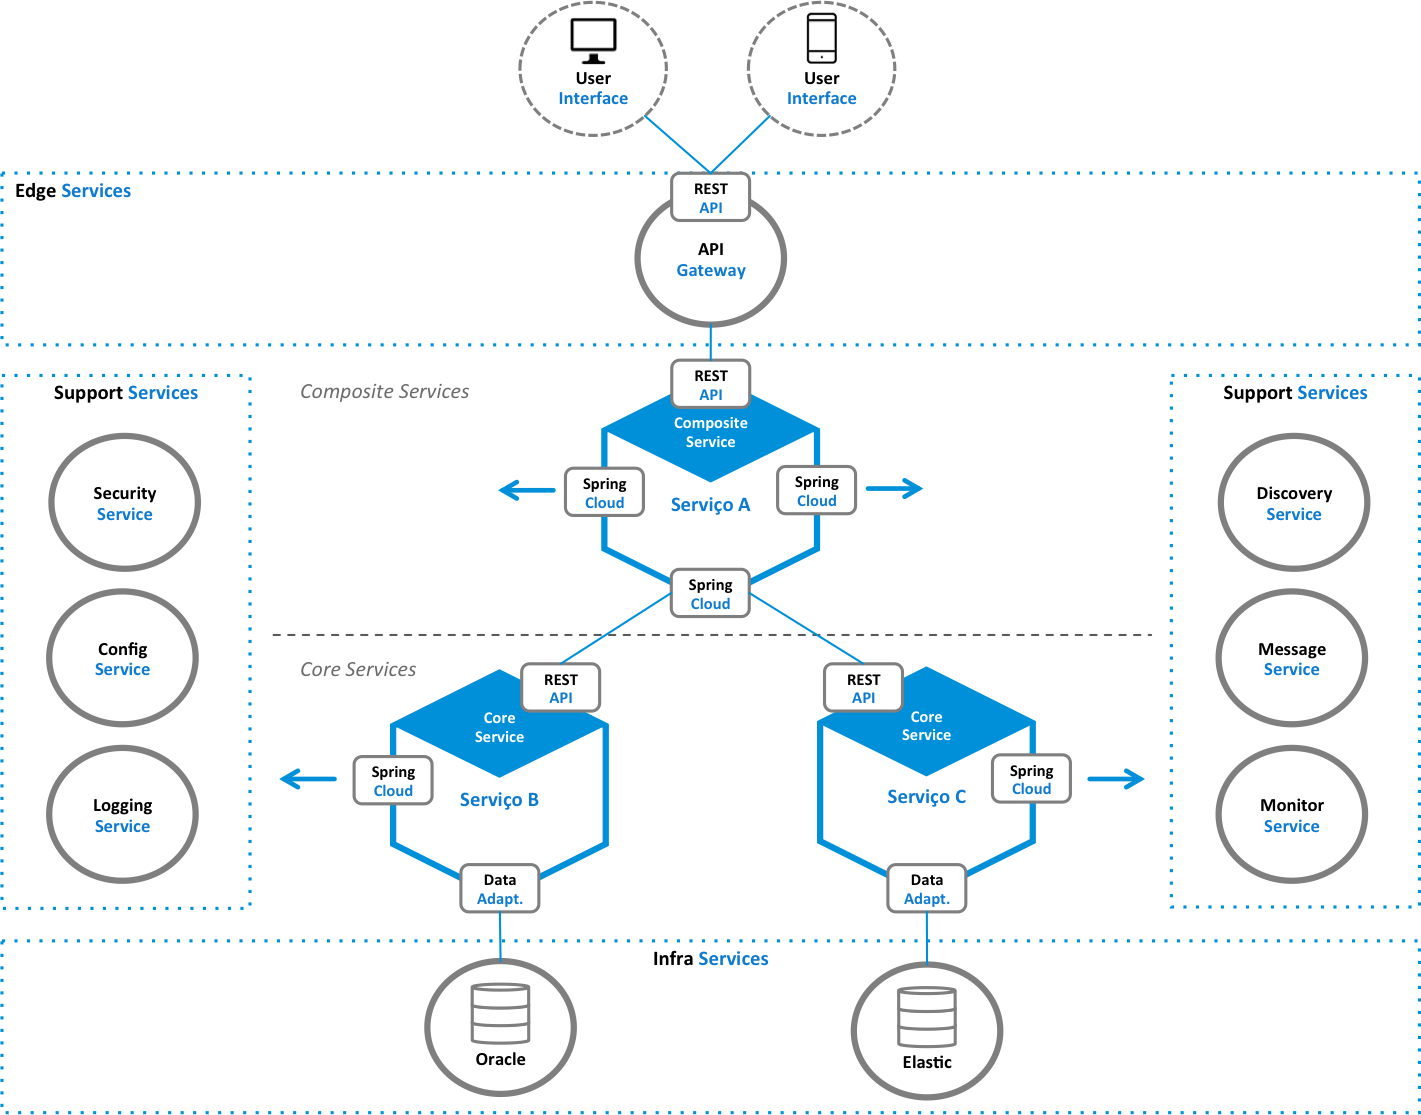 User
Interface
User
Interface
Edge Services
REST
API
API
Gateway
Support Services
Security
Service
Config
Service
Logging
Service
Composite Services
REST
API
Composite
Service
Spring
Cloud
Serviço A
Spring
Cloud
Spring
Cloud
Core Services
REST
API
Core
Service
Spring
Cloud
Serviço B
Data
Adapt.
REST
API
Core
Service
Spring
Cloud
Serviço C
Data
Adapt.
Support Services
Discovery
Service
Message
Service
Monitor
Service
Infra Services
Oracle
Elastic